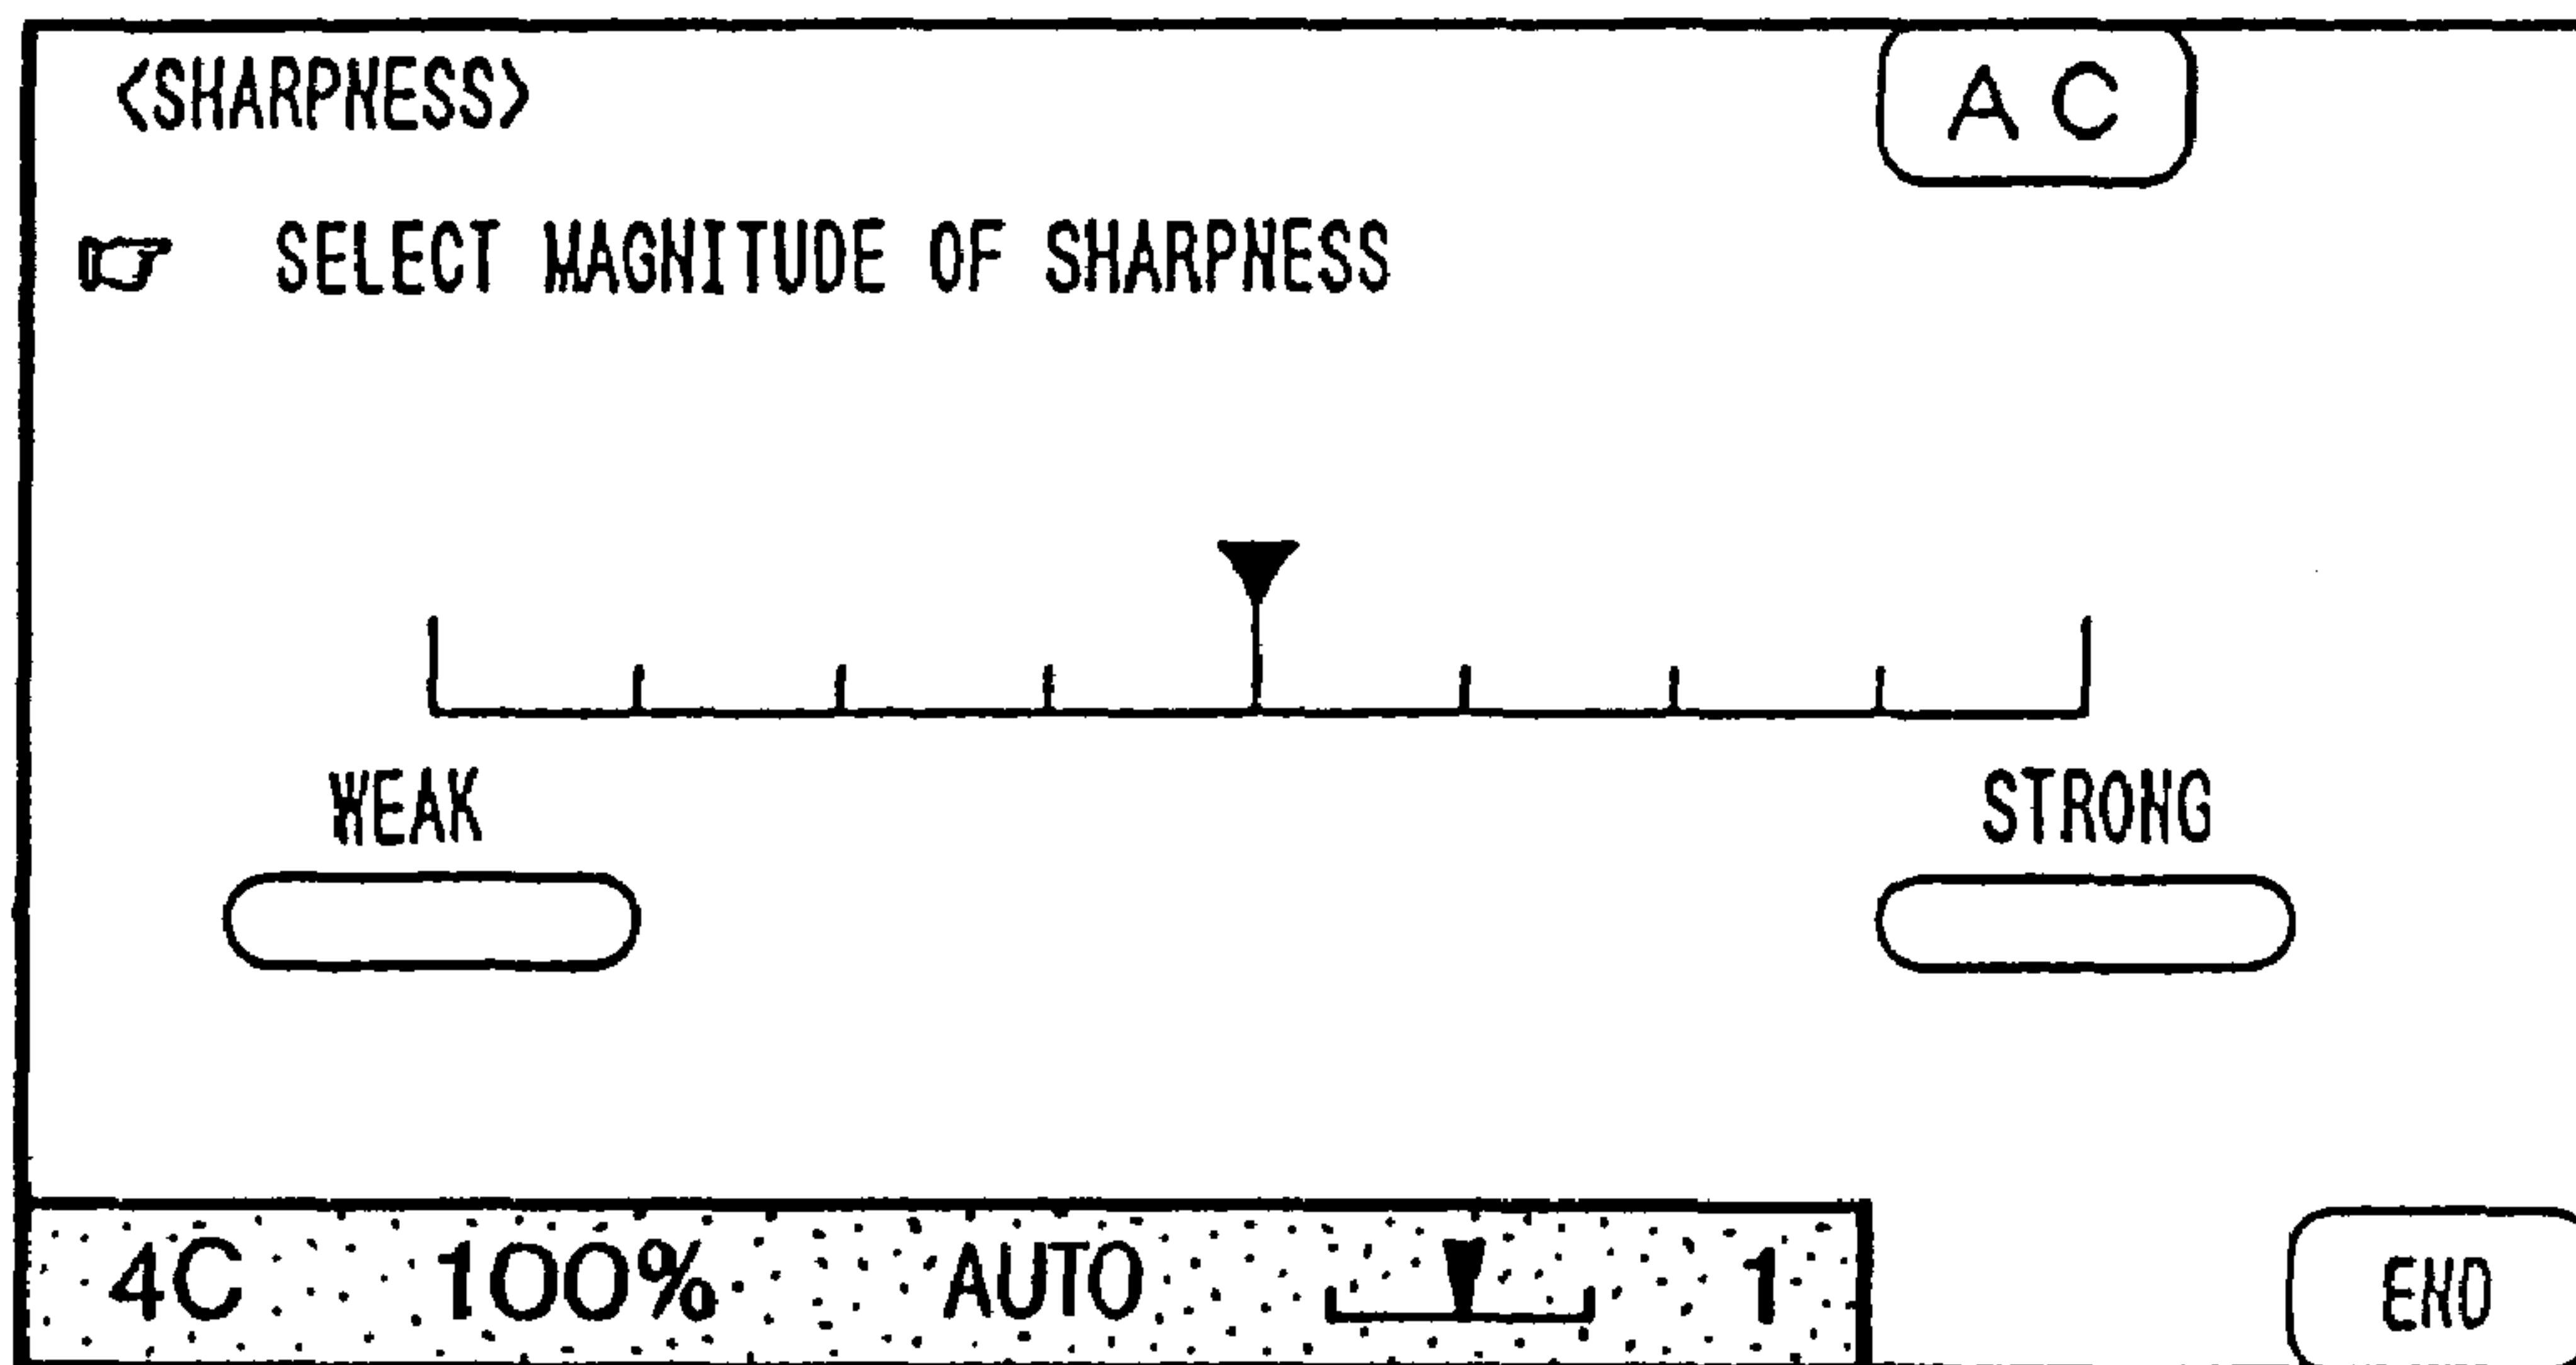 <SHARPNESS>
AC
SELECT MAGNITUDE OF SHARPNESS
WEAK
STRONG
4C 100% AUTO 1
END